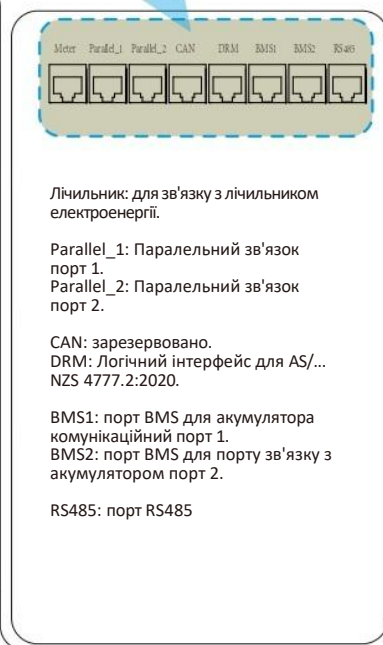 Meter Parallel_1 Parallel_2 CAN DRM BMS1 BMS2 RS485
Лічильник: для зв'язку з лічильником
електроенергії.
Parallel_1: Паралельний зв'язок
порт 1.
Parallel_2: Паралельний зв'язок
порт 2.
CAN: зарезервовано.
DRM: Логічний інтерфейс для AS/...
NZS 4777.2:2020.
BMS1: порт BMS для акумулятора
комунікаційний порт 1.
BMS2: порт BMS для порту зв'язку з
акумулятором порт 2.
RS485: порт RS485